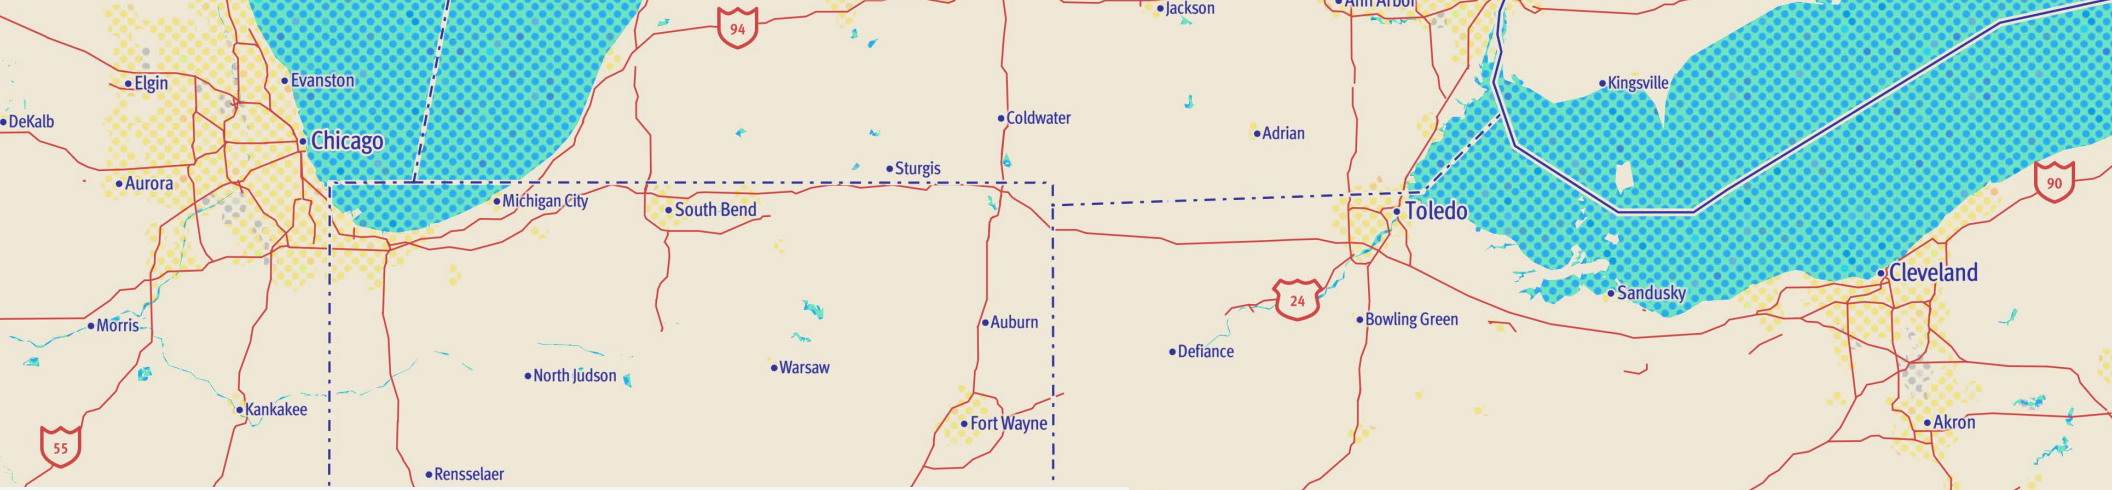 Jackson
Ann Arbor
94
Elgin
Evanston
Kingsville
DeKalb
Coldwater
Adrian
Chicago
Sturgis
Aurora
90
Michigan City
South Bend
Toledo
Cleveland
Sandusky
24
Morris
Auburn
Bowling Green
Defiance
Warsaw
North Judson
Kankakee
Fort Wayne
Akron
55
Rensselaer